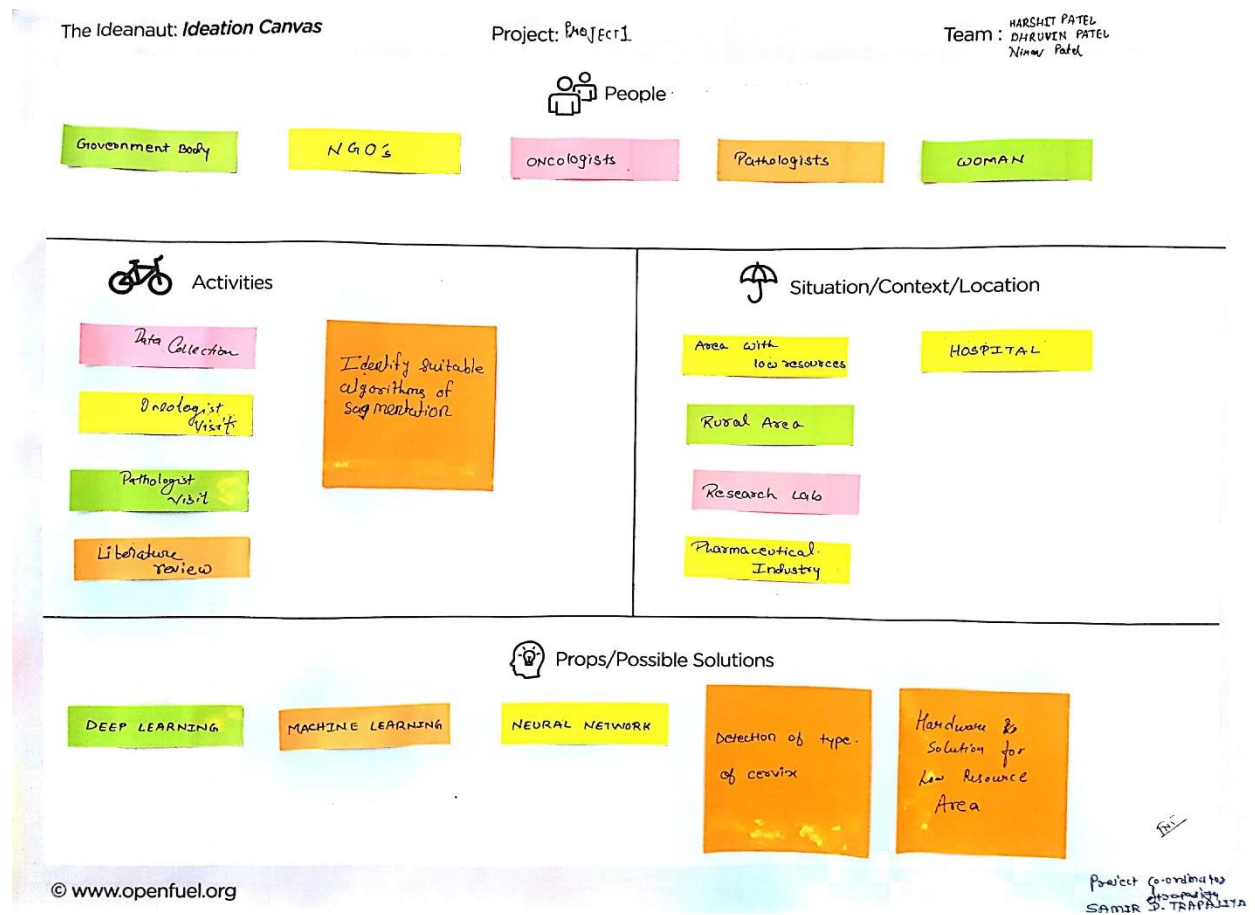 The Ideanaut: Ideation Canvas
Project: PROJECT1
Team : HARSHIT PATEL
DHRUVIN PATEL
Patel
People
Government Body
NGO's
Oncologists
Pathologists
WOMAN
Activities
Data Collection
Oncologist
Visit
Pathologist
Visit
Literature
review
Identify suitable
algorithms of
sagmentation
Situation/Context/Location
Area with
low resources
Rural Area
Research Lab
Pharmaceutical
Industry
HOSPITAL
Props/Possible Solutions
DEEP LEARNING
MACHINE LEARNING
NEURAL NETWORK
Detection of type
of cervix
Hardware &
Solution for
Low Resource
Area
© www.openfuel.org
Project Co-ordinator
SAMIR D. TRAPASIYA